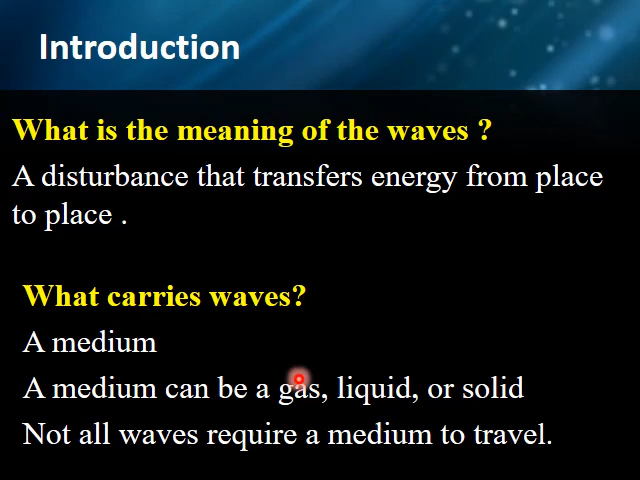 Introduction
What is the meaning of the waves ?
A disturbance that transfers energy from place
to place .
What carries waves?
A medium
A medium can be a gas, liquid, or solid
Not all waves require a medium to travel.